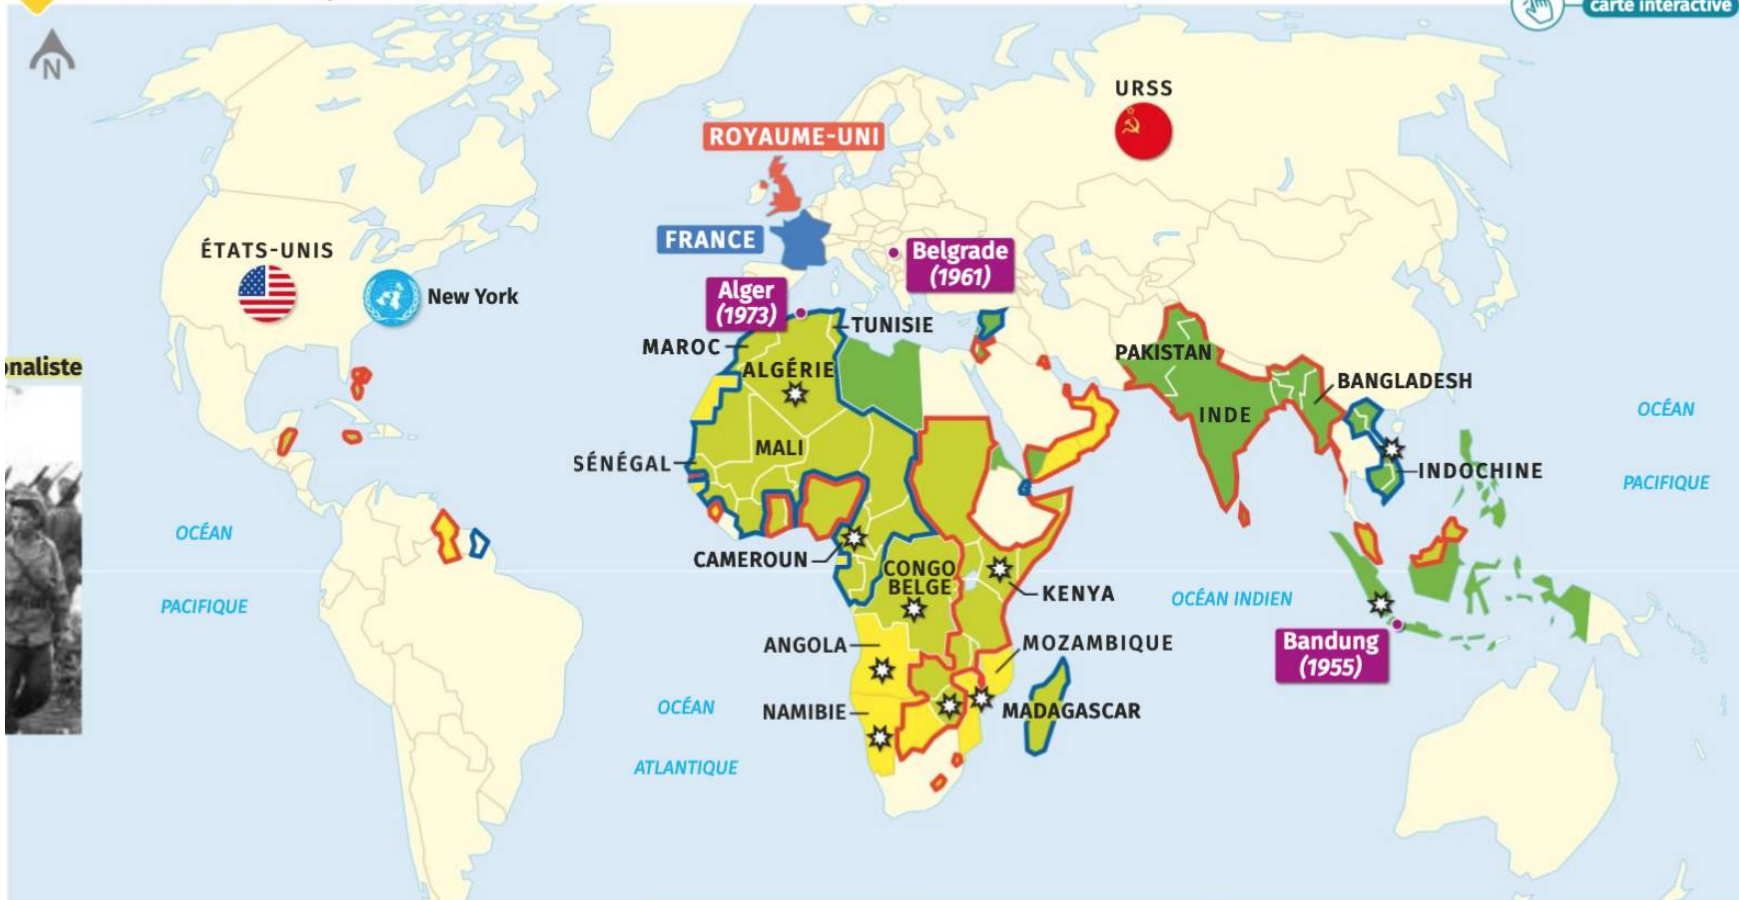 carte interactive
N
URSS
ROYAUME-UNI
FRANCE
ÉTATS-UNIS
New York
Belgrade
(1961)
Alger
(1973)
TUNISIE
MAROC
ALGÉRIE
onaliste
PAKISTAN
BANGLADESH
INDE
OCÉAN
PACIFIQUE
MALI
SÉNÉGAL
INDOCHINE
OCÉAN
PACIFIQUE
CAMEROUN
CONGO
BELGE
KENYA
OCÉAN INDIEN
ANGOLA
MOZAMBIQUE
Bandung
(1955)
NAMIBIE
MADAGASCAR
OCÉAN
ATLANTIQUE